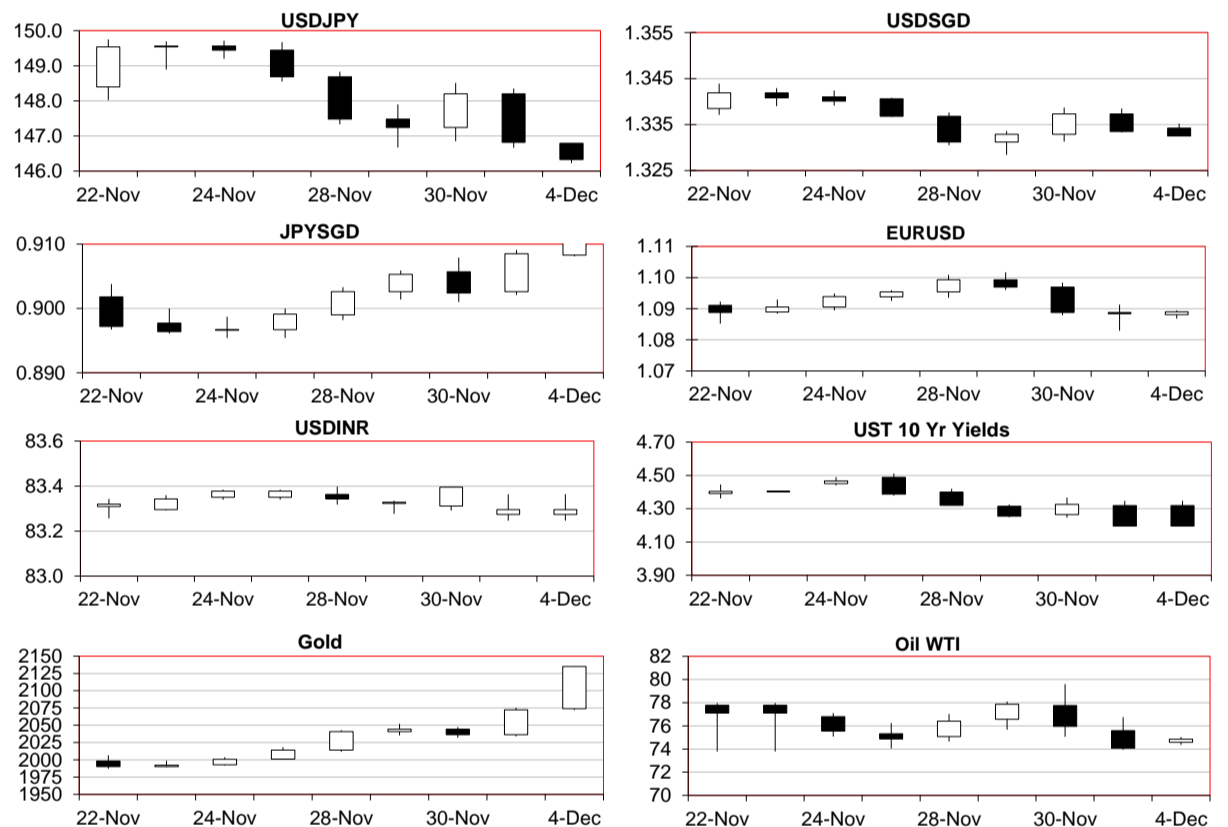 USDJPY
150.0
149.0
148.0
147.0
146.0
22-Nov 24-Nov 28-Nov 30-Nov 4-Dec
USDSGD
1.355
1.345
1.335
1.325
22-Nov 24-Nov 28-Nov 30-Nov 4-Dec
JPYSGD
0.910
0.900
0.890
22-Nov 24-Nov 28-Nov 30-Nov 4-Dec
EURUSD
1.11
1.10
1.09
1.08
1.07
22-Nov 24-Nov 28-Nov 30-Nov 4-Dec
USDINR
83.6
83.4
83.2
83.0
22-Nov 24-Nov 28-Nov 30-Nov 4-Dec
UST 10 Yr Yields
4.70
4.50
4.30
4.10
3.90
22-Nov 24-Nov 28-Nov 30-Nov 4-Dec
Gold
2150
2125
2100
2075
2050
2025
2000
1975
1950
22-Nov 24-Nov 28-Nov 30-Nov 4-Dec
Oil WTI
82
80
78
76
74
72
70
22-Nov 24-Nov 28-Nov 30-Nov 4-Dec